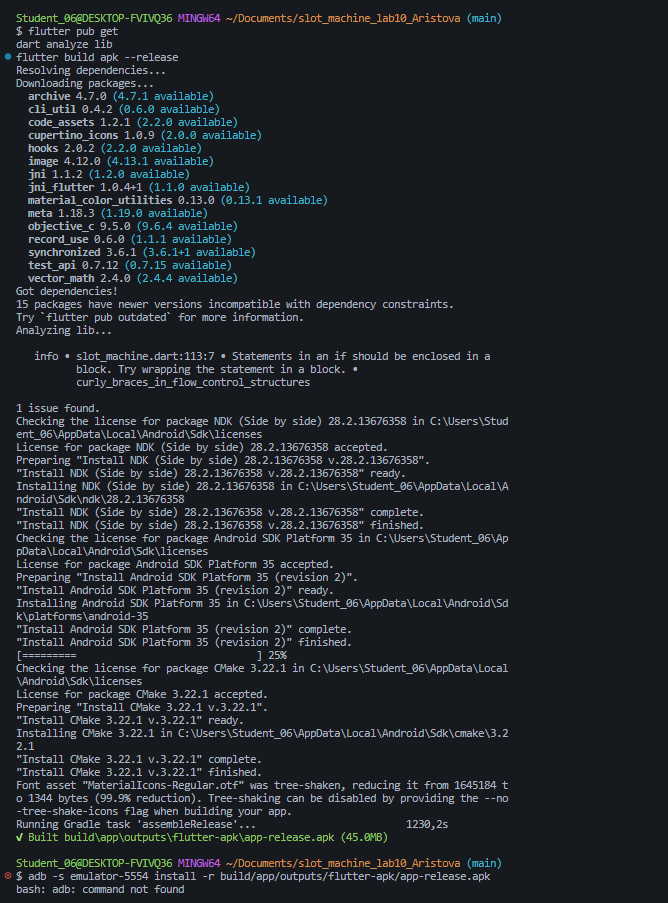 Student_06@DESKTOP-FVIVQ36 MINGW64 ~/Documents/slot_machine_lab10_Aristova (main)
$ flutter pub get
dart analyze lib
flutter build apk --release
Resolving dependencies...
Downloading packages...
  archive 4.7.0 (4.7.1 available)
  cli_util 0.4.2 (0.6.0 available)
  code_assets 1.2.1 (2.2.0 available)
  cupertino_icons 1.0.9 (2.0.0 available)
  hooks 2.0.2 (2.2.0 available)
  image 4.12.0 (4.13.1 available)
  jni 1.1.2 (1.2.0 available)
  jni_flutter 1.0.4+1 (1.1.0 available)
  material_color_utilities 0.13.0 (0.13.1 available)
  meta 1.18.3 (1.19.0 available)
  objective_c 9.5.0 (9.6.4 available)
  record_use 0.6.0 (1.1.1 available)
  synchronized 3.6.1 (3.6.1+1 available)
  test_api 0.7.12 (0.7.15 available)
  vector_math 2.4.0 (2.4.4 available)
Got dependencies!
15 packages have newer versions incompatible with dependency constraints.
Try `flutter pub outdated` for more information.
Analyzing lib...
   info • slot_machine.dart:113:7 • Statements in an if should be enclosed in a
          block. Try wrapping the statement in a block. •
          curly_braces_in_flow_control_structures
1 issue found.
Checking the license for package NDK (Side by side) 28.2.13676358 in C:\Users\Stud
ent_06\AppData\Local\Android\Sdk\licenses
License for package NDK (Side by side) 28.2.13676358 accepted.
Preparing "Install NDK (Side by side) 28.2.13676358 v.28.2.13676358".
"Install NDK (Side by side) 28.2.13676358 v.28.2.13676358" ready.
Installing NDK (Side by side) 28.2.13676358 in C:\Users\Student_06\AppData\Local\A
ndroid\Sdk\ndk\28.2.13676358
"Install NDK (Side by side) 28.2.13676358 v.28.2.13676358" complete.
"Install NDK (Side by side) 28.2.13676358 v.28.2.13676358" finished.
Checking the license for package Android SDK Platform 35 in C:\Users\Student_06\Ap
pData\Local\Android\Sdk\licenses
License for package Android SDK Platform 35 accepted.
Preparing "Install Android SDK Platform 35 (revision 2)".
"Install Android SDK Platform 35 (revision 2)" ready.
Installing Android SDK Platform 35 in C:\Users\Student_06\AppData\Local\Android\Sd
k\platforms\android-35
"Install Android SDK Platform 35 (revision 2)" complete.
"Install Android SDK Platform 35 (revision 2)" finished.
[=========                              ] 25%
Checking the license for package CMake 3.22.1 in C:\Users\Student_06\AppData\Local
\Android\Sdk\licenses
License for package CMake 3.22.1 accepted.
Preparing "Install CMake 3.22.1 v.3.22.1".
"Install CMake 3.22.1 v.3.22.1" ready.
Installing CMake 3.22.1 in C:\Users\Student_06\AppData\Local\Android\Sdk\cmake\3.2
2.1
"Install CMake 3.22.1 v.3.22.1" complete.
"Install CMake 3.22.1 v.3.22.1" finished.
Font asset "MaterialIcons-Regular.otf" was tree-shaken, reducing it from 1645184 t
o 1344 bytes (99.9% reduction). Tree-shaking can be disabled by providing the --no
-tree-shake-icons flag when building your app.
Running Gradle task 'assembleRelease'...                         1230,2s
✓ Built build\app\outputs\flutter-apk\app-release.apk (45.0MB)
Student_06@DESKTOP-FVIVQ36 MINGW64 ~/Documents/slot_machine_lab10_Aristova (main)
$ adb -s emulator-5554 install -r build/app/outputs/flutter-apk/app-release.apk
bash: adb: command not found